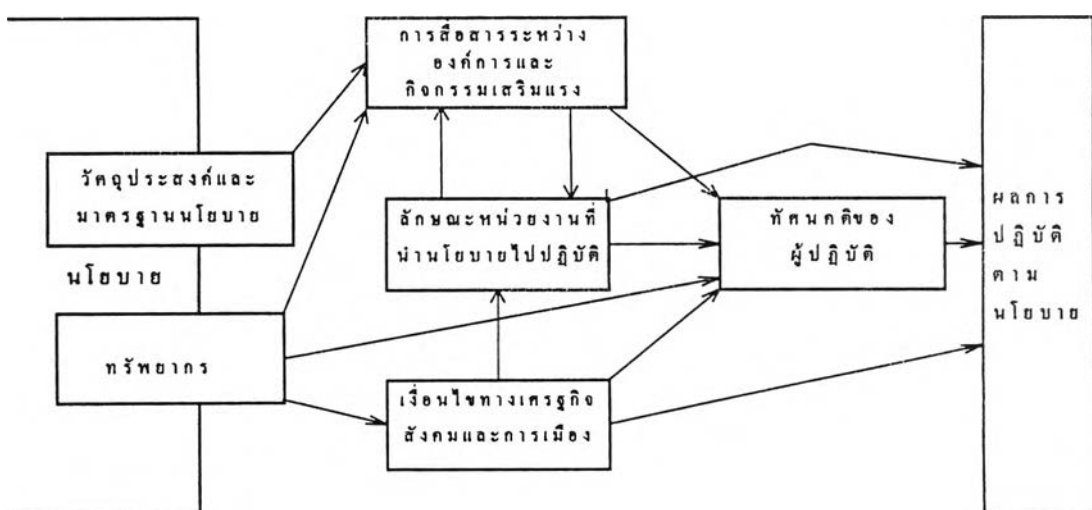 การสื่อสารระหว่าง
องค์การและ
กิจกรรมเสริมแรง
วัตถุประสงค์และ
มาตรฐานนโยบาย
นโยบาย
ทรัพยากร
ลักษณะหน่วยงานที่
นำนโยบายไปปฏิบัติ
เงื่อนไขทางเศรษฐกิจ
สังคมและการเมือง
ทัศนคติของ
ผู้ปฏิบัติ
ผลการ
ปฏิบัติ
ตาม
นโยบาย